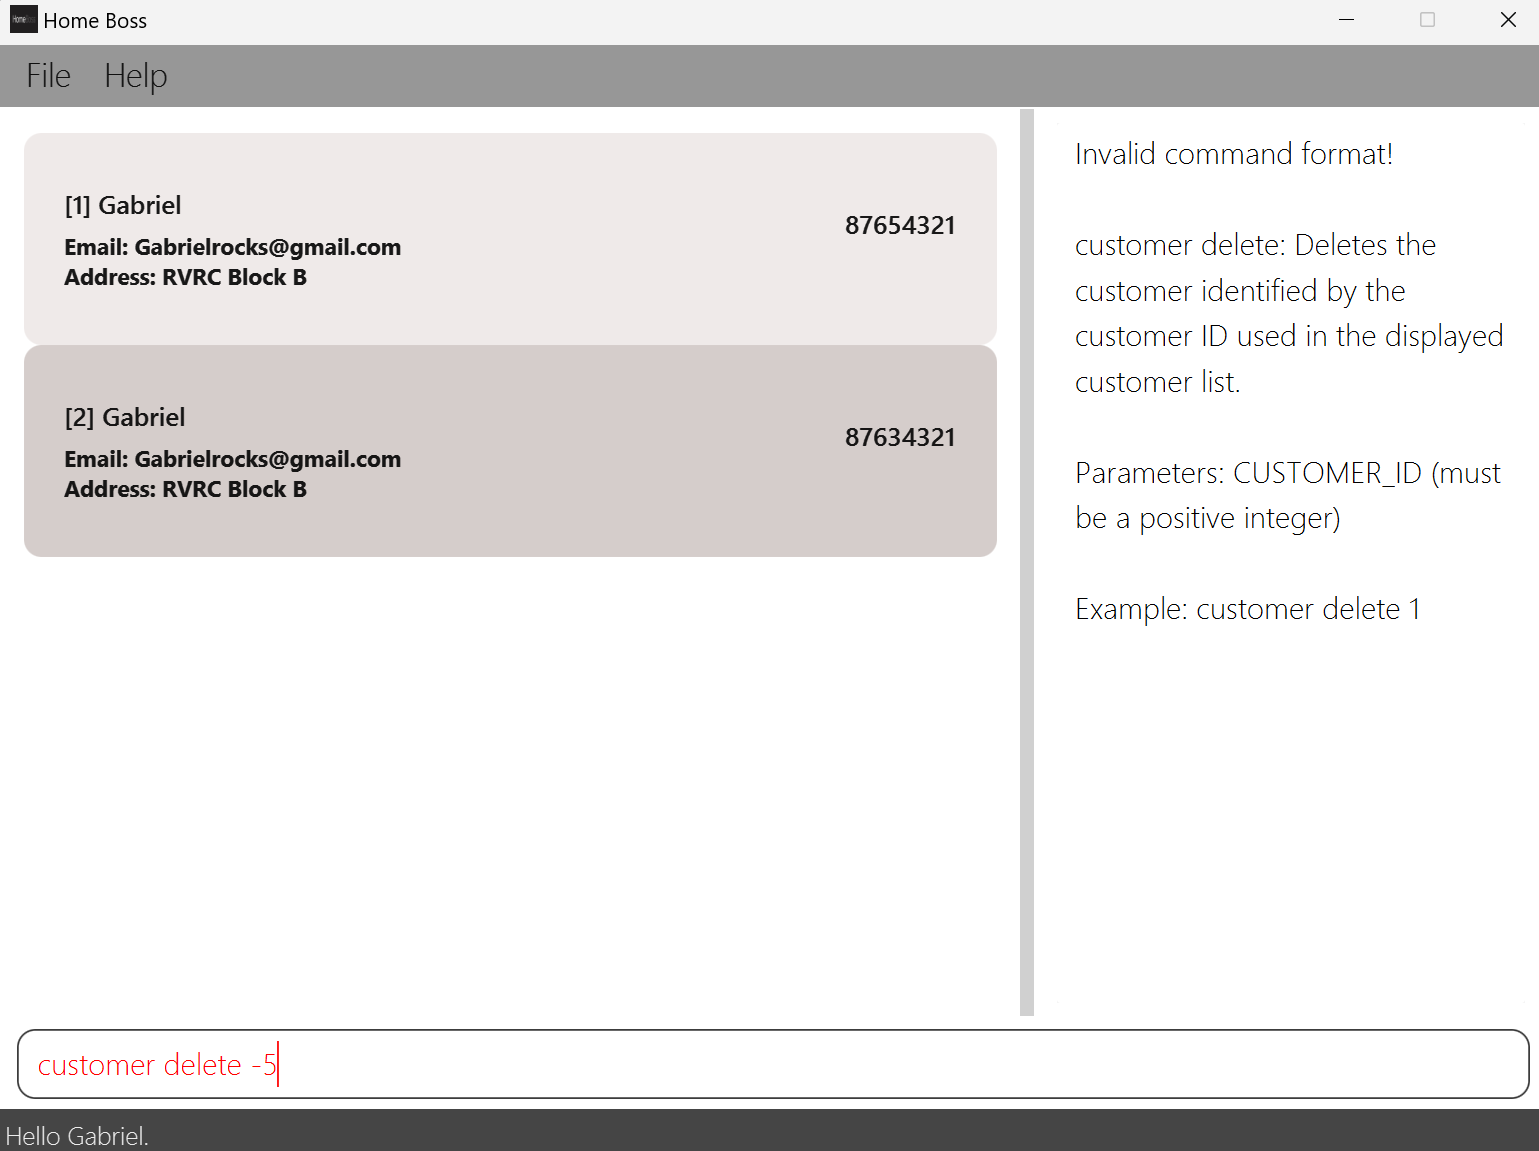 Home Boss
File Help
[1] Gabriel
87654321
Email: Gabrielrocks@gmail.com
Address: RVRC Block B
[2] Gabriel
87634321
Email: Gabrielrocks@gmail.com
Address: RVRC Block B
Invalid command format!
customer delete: Deletes the
customer identified by the
customer ID used in the displayed
customer list.
Parameters: CUSTOMER_ID (must
be a positive integer)
Example: customer delete 1
customer delete -5
Hello Gabriel.